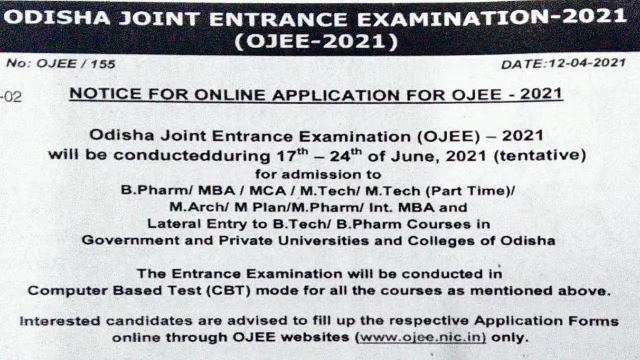 ODISHA JOINT ENTRANCE EXAMINATION-2021
(OJEE-2021)
No: OJEE / 155 DATE:12-04-2021
-02 NOTICE FOR ONLINE APPLICATION FOR OJEE - 2021
Odisha Joint Entrance Examination (OJEE) – 2021
will be conductedduring 17th – 24th of June, 2021 (tentative)
for admission to
B.Pharm/ MBA / MCA / M.Tech/ M.Tech (Part Time)/
M.Arch/ M Plan/M.Pharm/ Int. MBA and
Lateral Entry to B.Tech/ B.Pharm Courses in
Government and Private Universities and Colleges of Odisha
The Entrance Examination will be conducted in
Computer Based Test (CBT) mode for all the courses as mentioned above.
Interested candidates are advised to fill up the respective Application Forms
online through OJEE websites (www.ojee.nic.in) only.